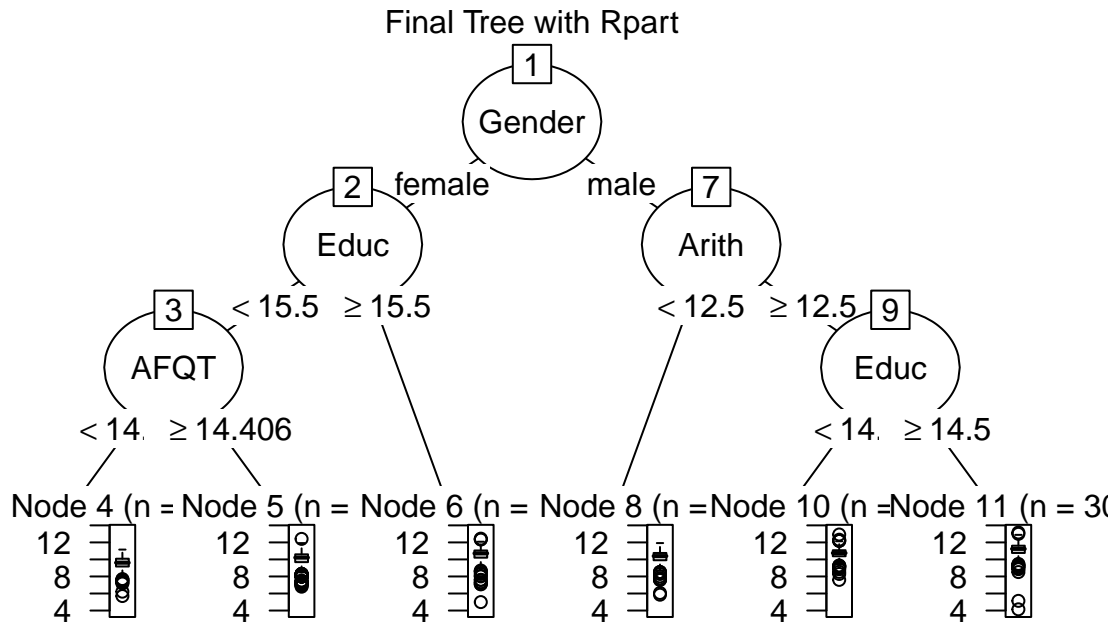 Final Tree with Rpart
1
Gender
female male
2 7
Educ Arith
< 15.5 ≥ 15.5 < 12.5 ≥ 12.5
3 9
AFQT Educ
< 14. ≥ 14.406 < 14. ≥ 14.5
Node 4 (n = Node 5 (n = Node 6 (n = Node 8 (n = Node 10 (n = Node 11 (n = 30
12 12 12 12 12 12
8 8 8 8 8 8
4 4 4 4 4 4